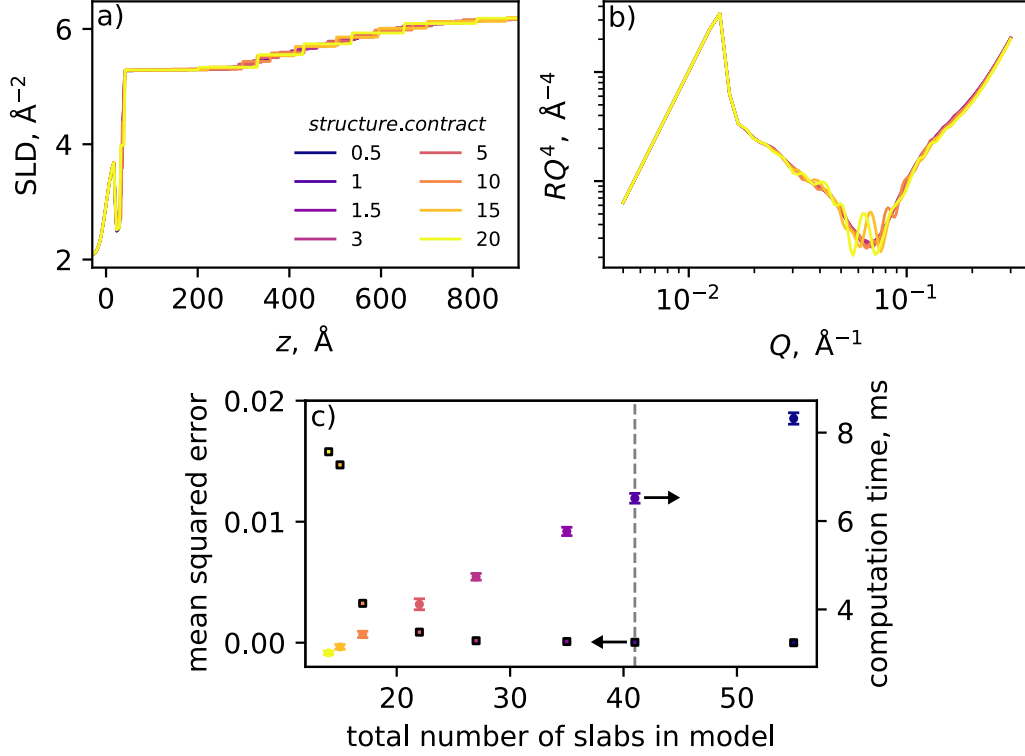 a)
6
4
2
SLD, Å⁻²
structure.contract
0.5
1
1.5
3
5
10
15
20
0 200 400 600 800
z, Å
b)
RQ⁴, Å⁻⁴
10⁻² 10⁻¹
Q, Å⁻¹
c)
0.02
0.01
0.00
mean squared error
8
6
4
computation time, ms
20 30 40 50
total number of slabs in model